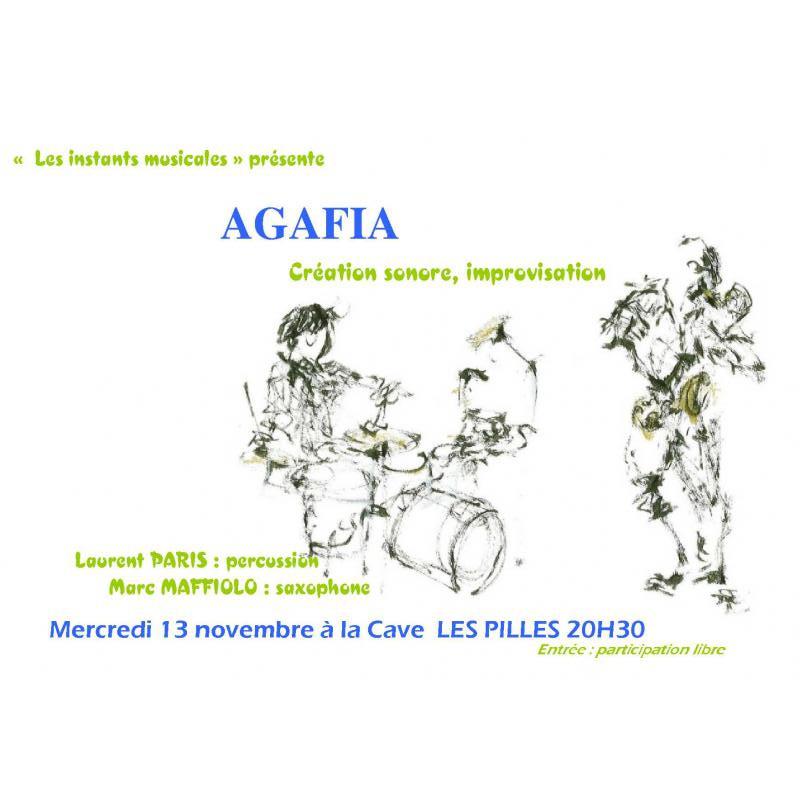 « Les instants musicales » présente
AGAFIA
Création sonore, improvisation
Laurent PARIS : percussion
Marc MAFFIOLO : saxophone
Mercredi 13 novembre à la Cave LES PILLES 20H30
Entrée : participation libre